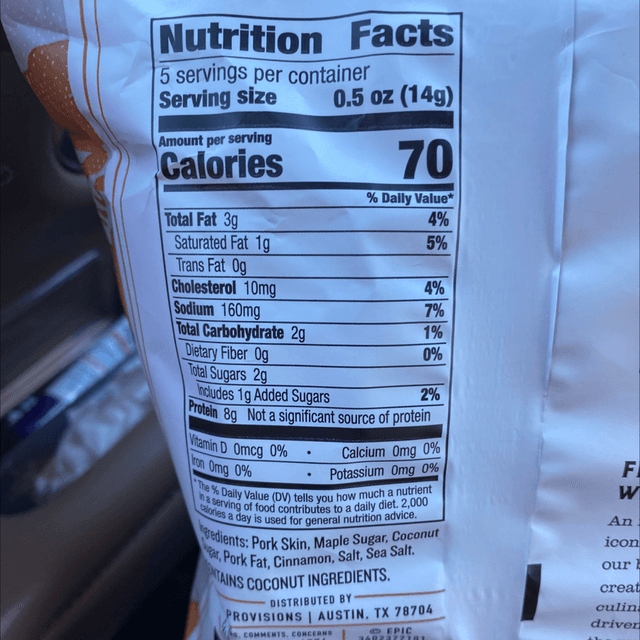 Nutrition Facts
5 servings per container
Serving size 0.5 oz (14g)
Amount per serving
Calories 70
% Daily Value*
Total Fat 3g 4%
Saturated Fat 1g 5%
Trans Fat 0g
Cholesterol 10mg 4%
Sodium 160mg 7%
Total Carbohydrate 2g 1%
Dietary Fiber 0g 0%
Total Sugars 2g
Includes 1g Added Sugars 2%
Protein 8g Not a significant source of protein
Vitamin D 0mcg 0% • Calcium 0mg 0%
Iron 0mg 0% • Potassium 0mg 0%
*The % Daily Value (DV) tells you how much a nutrient
in a serving of food contributes to a daily diet. 2,000
calories a day is used for general nutrition advice.
Ingredients: Pork Skin, Maple Sugar, Coconut
Sugar, Pork Fat, Cinnamon, Salt, Sea Salt.
CONTAINS COCONUT INGREDIENTS.
DISTRIBUTED BY
PROVISIONS | AUSTIN, TX 78704
COMMENTS, CONCERNS
© EPIC
An
icon
our
creat
culin
driven